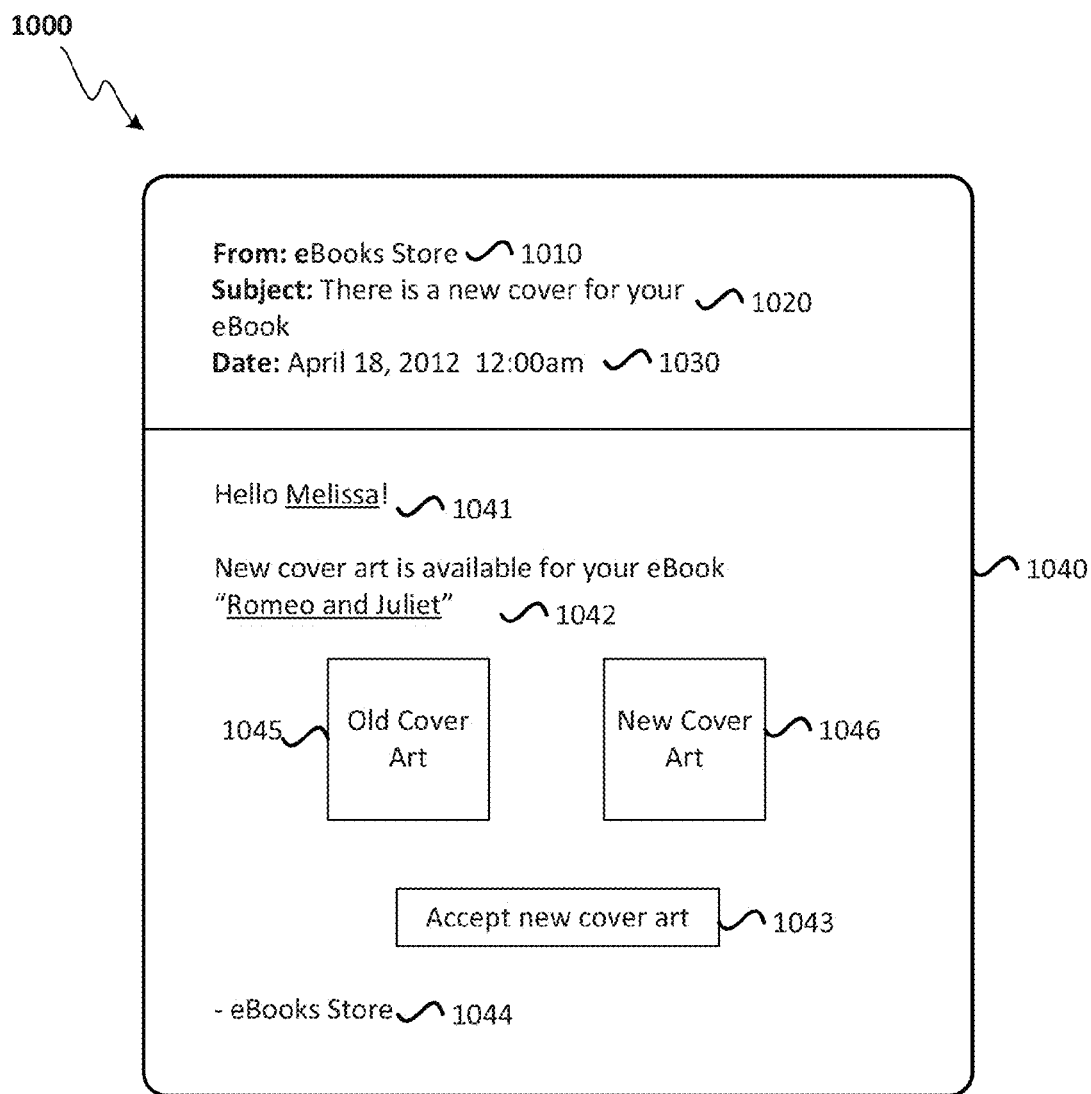 1000
From: eBooks Store 1010
Subject: There is a new cover for your 1020
eBook
Date: April 18, 2012 12:00am 1030
Hello Melissa! 1041
New cover art is available for your eBook
1040
“Romeo and Juliet” 1042
1045 Old Cover Art
New Cover Art 1046
Accept new cover art 1043
- eBooks Store 1044